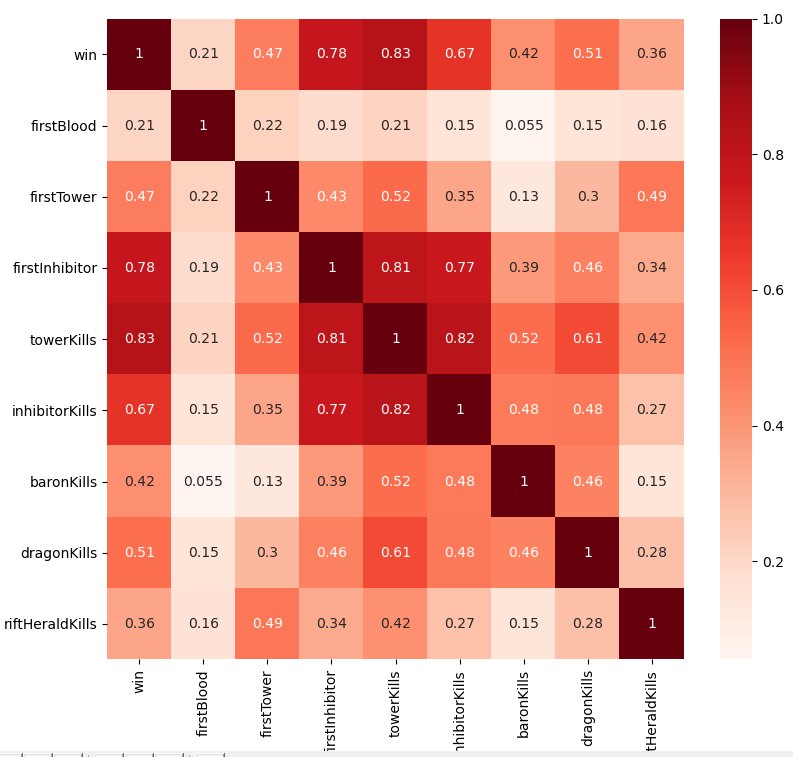 win 1 0.21 0.47 0.78 0.83 0.67 0.42 0.51 0.36 1.0
firstBlood 0.21 1 0.22 0.19 0.21 0.15 0.055 0.15 0.16
0.8
firstTower 0.47 0.22 1 0.43 0.52 0.35 0.13 0.3 0.49
firstInhibitor 0.78 0.19 0.43 1 0.81 0.77 0.39 0.46 0.34
0.6
towerKills 0.83 0.21 0.52 0.81 1 0.82 0.52 0.61 0.42
inhibitorKills 0.67 0.15 0.35 0.77 0.82 1 0.48 0.48 0.27
0.4
baronKills 0.42 0.055 0.13 0.39 0.52 0.48 1 0.46 0.15
dragonKills 0.51 0.15 0.3 0.46 0.61 0.48 0.46 1 0.28
0.2
riftHeraldKills 0.36 0.16 0.49 0.34 0.42 0.27 0.15 0.28 1
win
firstBlood
firstTower
firstInhibitor
towerKills
nhibitorKills
baronKills
dragonKills
tHeraldKills